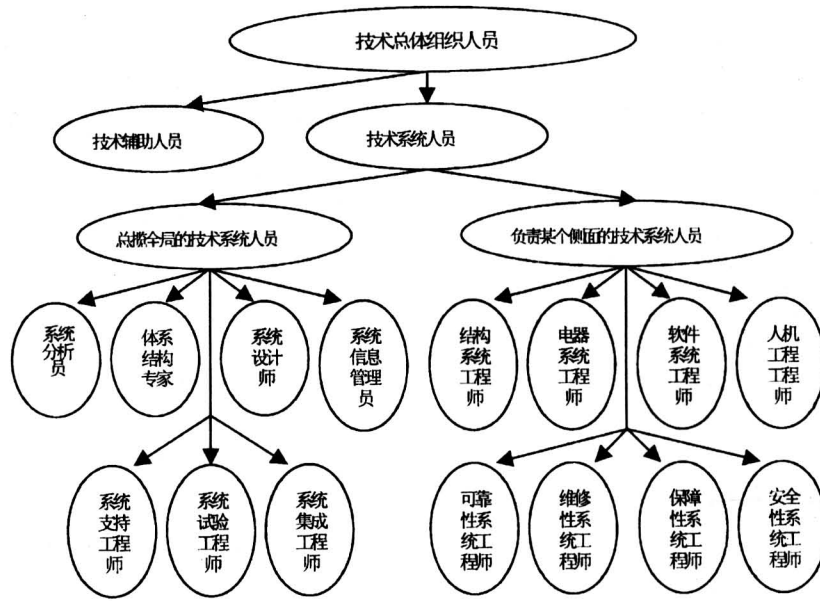 技术总体组织人员
技术辅助人员
技术系统人员
总揽全局的技术系统人员
负责某个侧面的技术系统人员
系统
分析
员
体系
结构
专家
系统
设计
师
系统
信息
管理
员
结构
系统
工程
师
电器
系统
工程
师
软件
系统
工程
师
人机
工程
工程
师
系统
支持
工程
师
系统
试验
工程
师
系统
集成
工程
师
可靠
性系
统工
程师
维修
性系
统工
程师
保障
性系
统工
程师
安全
性系
统工
程师